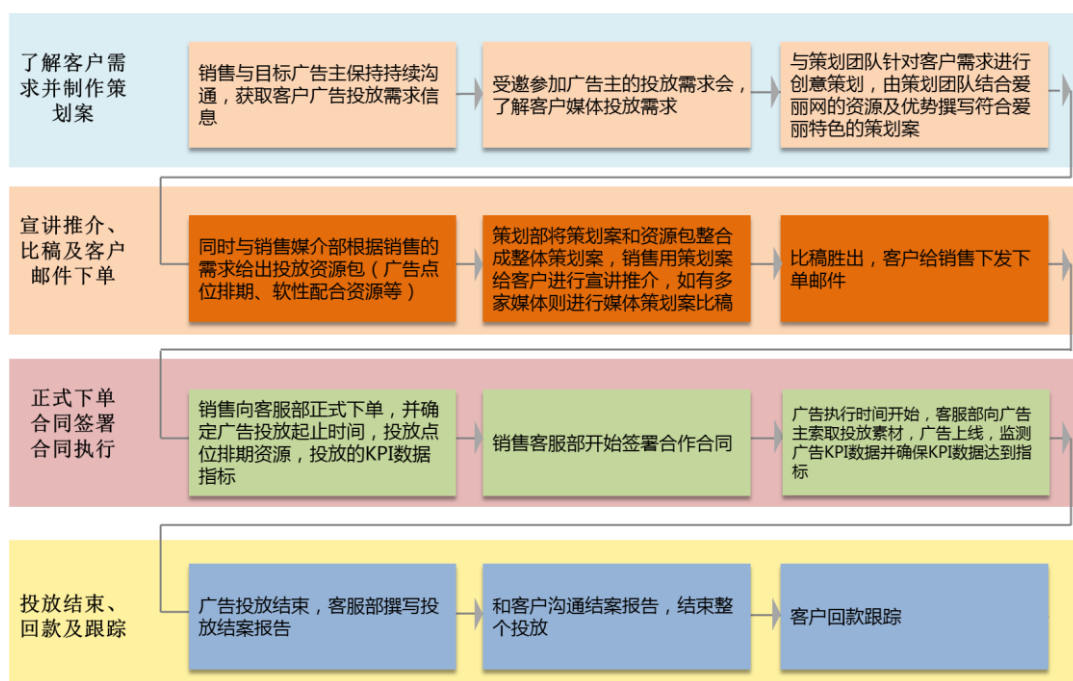 了解客户需
求并制作策
划案
销售与目标广告主保持持续沟
通，获取客户广告投放需求信
息
受邀参加广告主的投放需求会，
了解客户媒体投放需求
与策划团队针对客户需求进行
创意策划，由策划团队结合爱
丽网的资源及优势撰写符合爱
丽特色的策划案
宣讲推介、
比稿及客户
邮件下单
同时与销售媒介部根据销售的
需求给出投放资源包（广告点
位排期、软性配合资源等）
策划部将策划案和资源包整合
成整体策划案，销售用策划案
给客户进行宣讲推介，如有多
家媒体则进行媒体策划案比稿
比稿胜出，客户给销售下发下
单邮件
正式下单
合同签署
合同执行
销售向客服部正式下单，并确
定广告投放起止时间，投放点
位排期资源，投放的KPI数据
指标
销售客服部开始签署合作合同
广告执行时间开始，客服部向广告
主索取投放素材，广告上线，监测
广告KPI数据并确保KPI数据达到指
标
投放结束、
回款及跟踪
广告投放结束，客服部撰写投
放结案报告
和客户沟通结案报告，结束整
个投放
客户回款跟踪